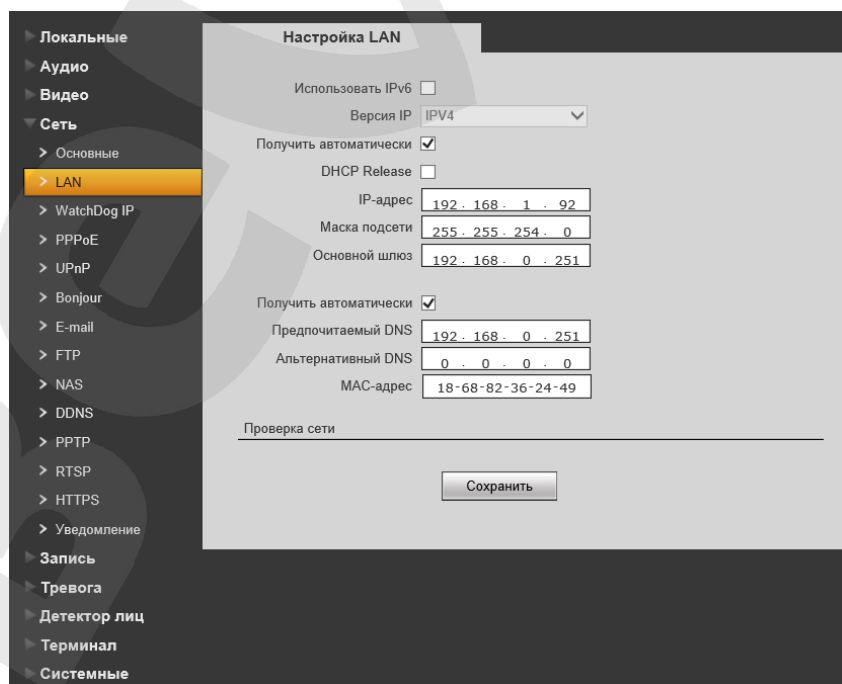 Локальные
Аудио
Видео
Сеть
> Основные
> LAN
> WatchDog IP
> PPPoE
> UPnP
> Bonjour
> E-mail
> FTP
> NAS
> DDNS
> PPTP
> RTSP
> HTTPS
> Уведомление
Запись
Тревога
Детектор лиц
Терминал
Системные
Настройка LAN
Использовать IPv6
Версия IP IPV4
Получить автоматически
DHCP Release
IP-адрес 192 . 168 . 1 . 92
Маска подсети 255 . 255 . 254 . 0
Основной шлюз 192 . 168 . 0 . 251
Получить автоматически
Предпочитаемый DNS 192 . 168 . 0 . 251
Альтернативный DNS 0 . 0 . 0 . 0
MAC-адрес 18-68-82-36-24-49
Проверка сети
Сохранить